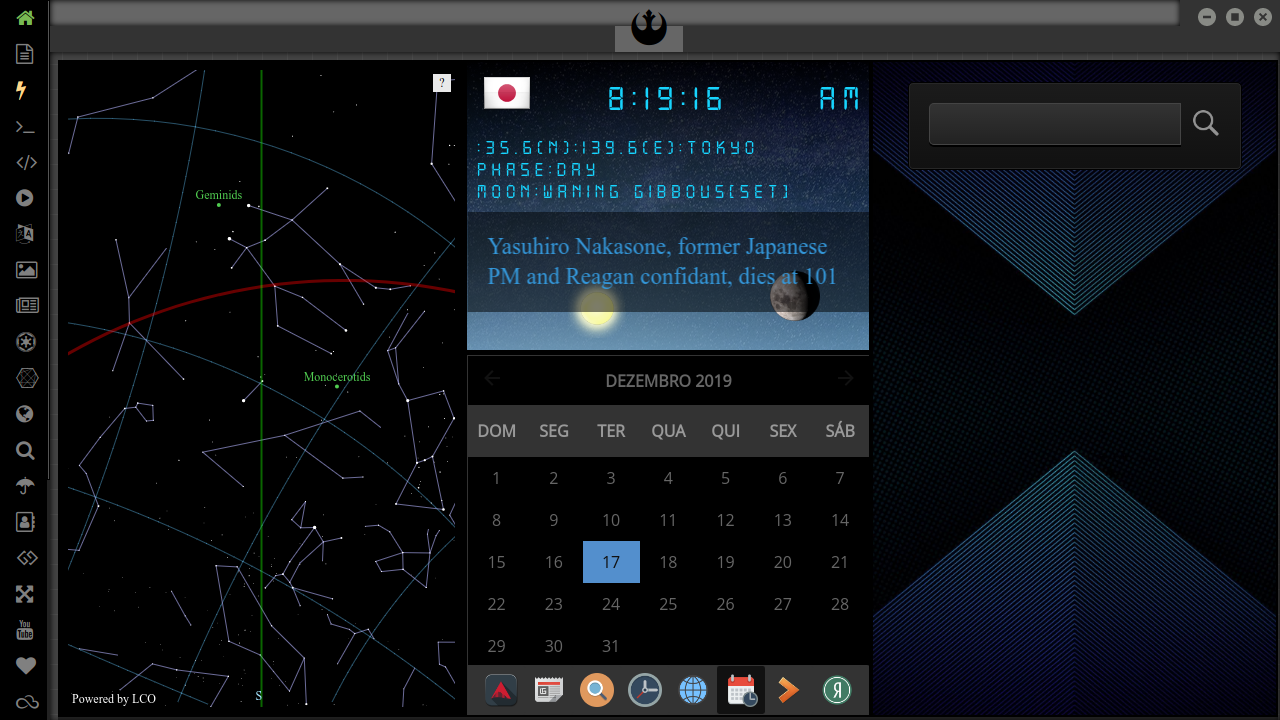 ?
Geminids
Monocerotids
Powered by LCO
S
8:19:16 AM
:35.6(N):139.6(E):TOKYO
PHASE:DAY
MOON:WANING GIBBOUS(SET)
Yasuhiro Nakasone, former Japanese
PM and Reagan confidant, dies at 101
DEZEMBRO 2019
DOM SEG TER QUA QUI SEX SÁB
1 2 3 4 5 6 7
8 9 10 11 12 13 14
15 16 17 18 19 20 21
22 23 24 25 26 27 28
29 30 31
You
Tube
Я